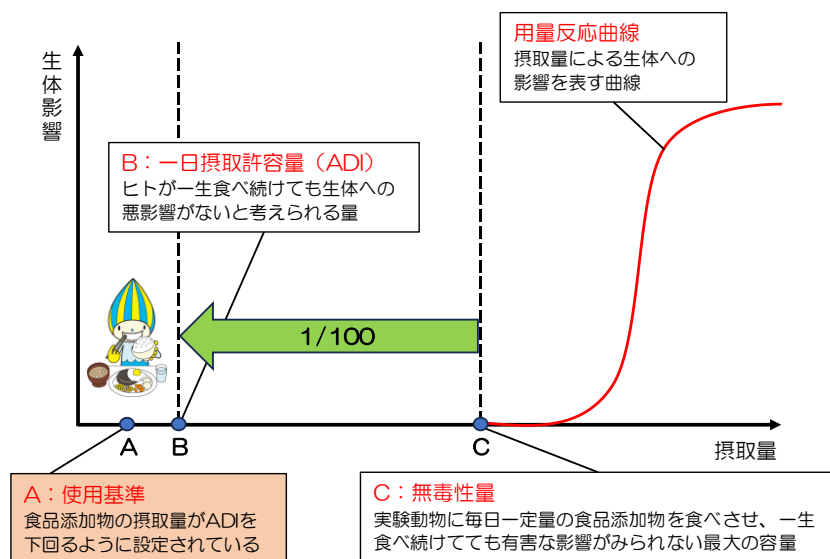 生体影響
用量反応曲線
摂取量による生体への
影響を表す曲線
B：一日摂取許容量（ADI）
ヒトが一生食べ続けても生体への
悪影響がないと考えられる量
1/100
A
B
C
摂取量
A：使用基準
食品添加物の摂取量がADIを
下回るように設定されている
C：無毒性量
実験動物に毎日一定量の食品添加物を食べさせ、一生
食べ続けてても有害な影響がみられない最大の容量